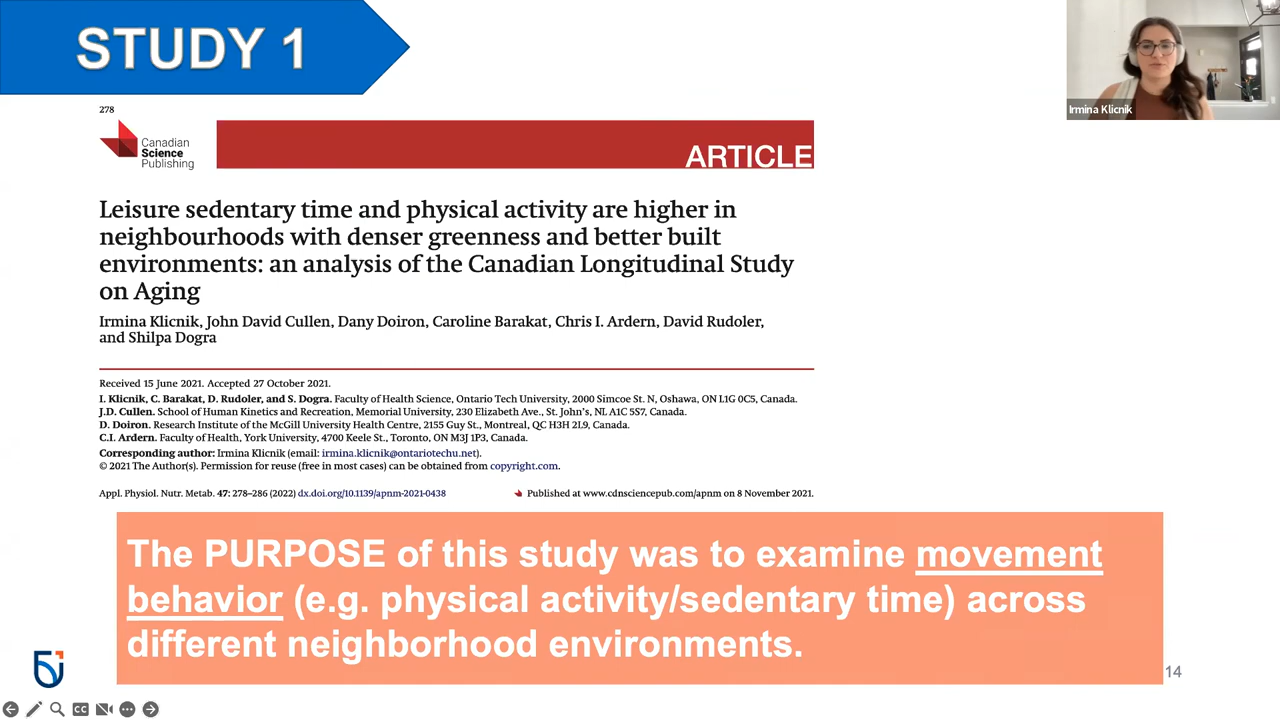 STUDY 1
Irmina Klicnik
278
Canadian
Science
Publishing
ARTICLE
Leisure sedentary time and physical activity are higher in
neighbourhoods with denser greenness and better built
environments: an analysis of the Canadian Longitudinal Study
on Aging
Irmina Klicnik, John David Cullen, Dany Doiron, Caroline Barakat, Chris I. Ardern, David Rudoler,
and Shilpa Dogra
Received 15 June 2021. Accepted 27 October 2021.
I. Klicnik, C. Barakat, D. Rudoler, and S. Dogra. Faculty of Health Science, Ontario Tech University, 2000 Simcoe St. N, Oshawa, ON L1G 0C5, Canada.
J.D. Cullen. School of Human Kinetics and Recreation, Memorial University, 230 Elizabeth Ave., St. John's, NL A1C 5S7, Canada.
D. Doiron. Research Institute of the McGill University Health Centre, 2155 Guy St., Montreal, QC H3H 2L9, Canada.
C.I. Ardern. Faculty of Health, York University, 4700 Keele St., Toronto, ON M3J 1P3, Canada.
Corresponding author: Irmina Klicnik (email: irmina.klicnik@ontariotechu.net).
© 2021 The Author(s). Permission for reuse (free in most cases) can be obtained from copyright.com.
Appl. Physiol. Nutr. Metab. 47: 278–286 (2022) dx.doi.org/10.1139/apnm-2021-0438
Published at www.cdnsciencepub.com/apnm on 8 November 2021.
The PURPOSE of this study was to examine movement
behavior (e.g. physical activity/sedentary time) across
different neighborhood environments.
14
CC